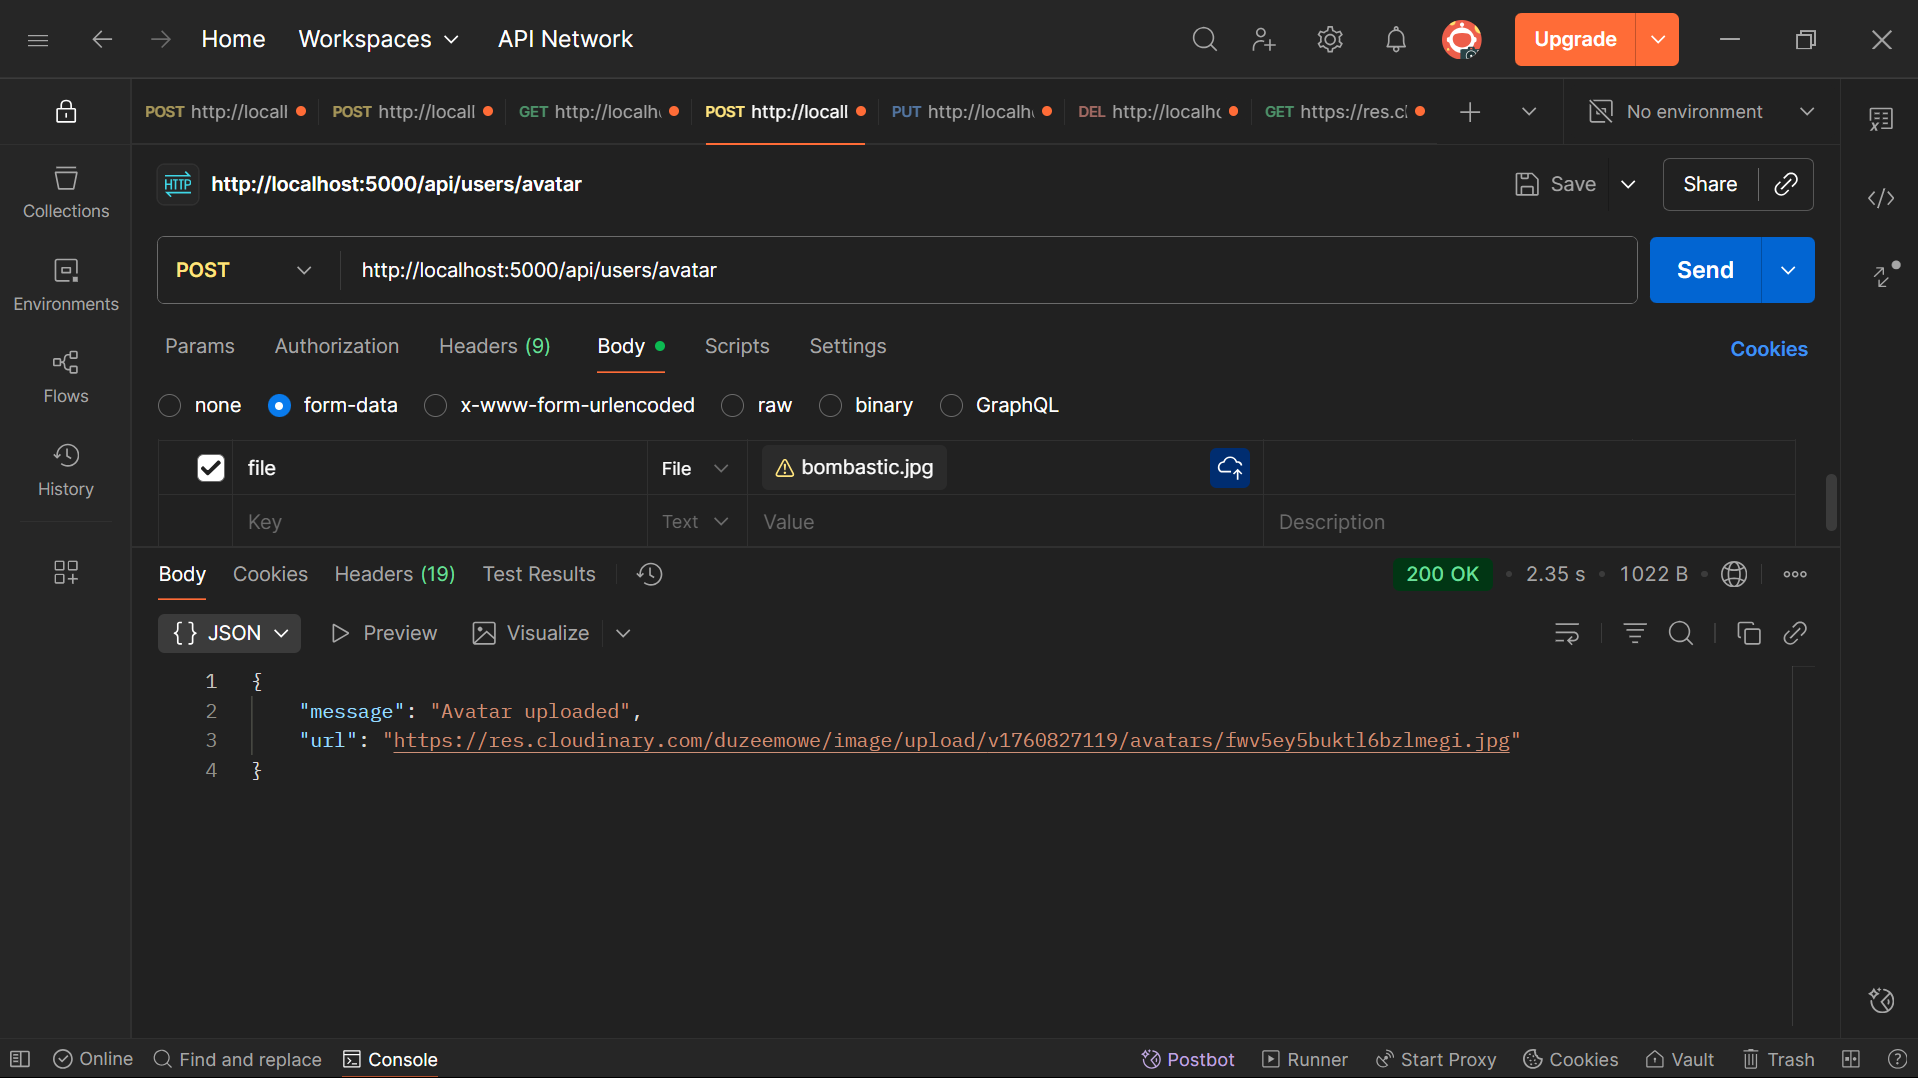 Home Workspaces API Network Upgrade
POST http://locall POST http://locall GET http://localh POST http://locall PUT http://localh DEL http://localhc GET https://res.cl No environment
Collections
Environments
Flows
History
HTTP http://localhost:5000/api/users/avatar Save Share
POST http://localhost:5000/api/users/avatar Send
Params Authorization Headers (9) Body Scripts Settings Cookies
none form-data x-www-form-urlencoded raw binary GraphQL
file File bombastic.jpg
Key Text Value Description
Body Cookies Headers (19) Test Results 200 OK 2.35 s 1022 B
{} JSON Preview Visualize
1 {
2 "message": "Avatar uploaded",
3 "url": "https://res.cloudinary.com/duzeemowe/image/upload/v1760827119/avatars/fwv5ey5buktl6bzlmegi.jpg"
4 }
Online Find and replace Console Postbot Runner Start Proxy Cookies Vault Trash